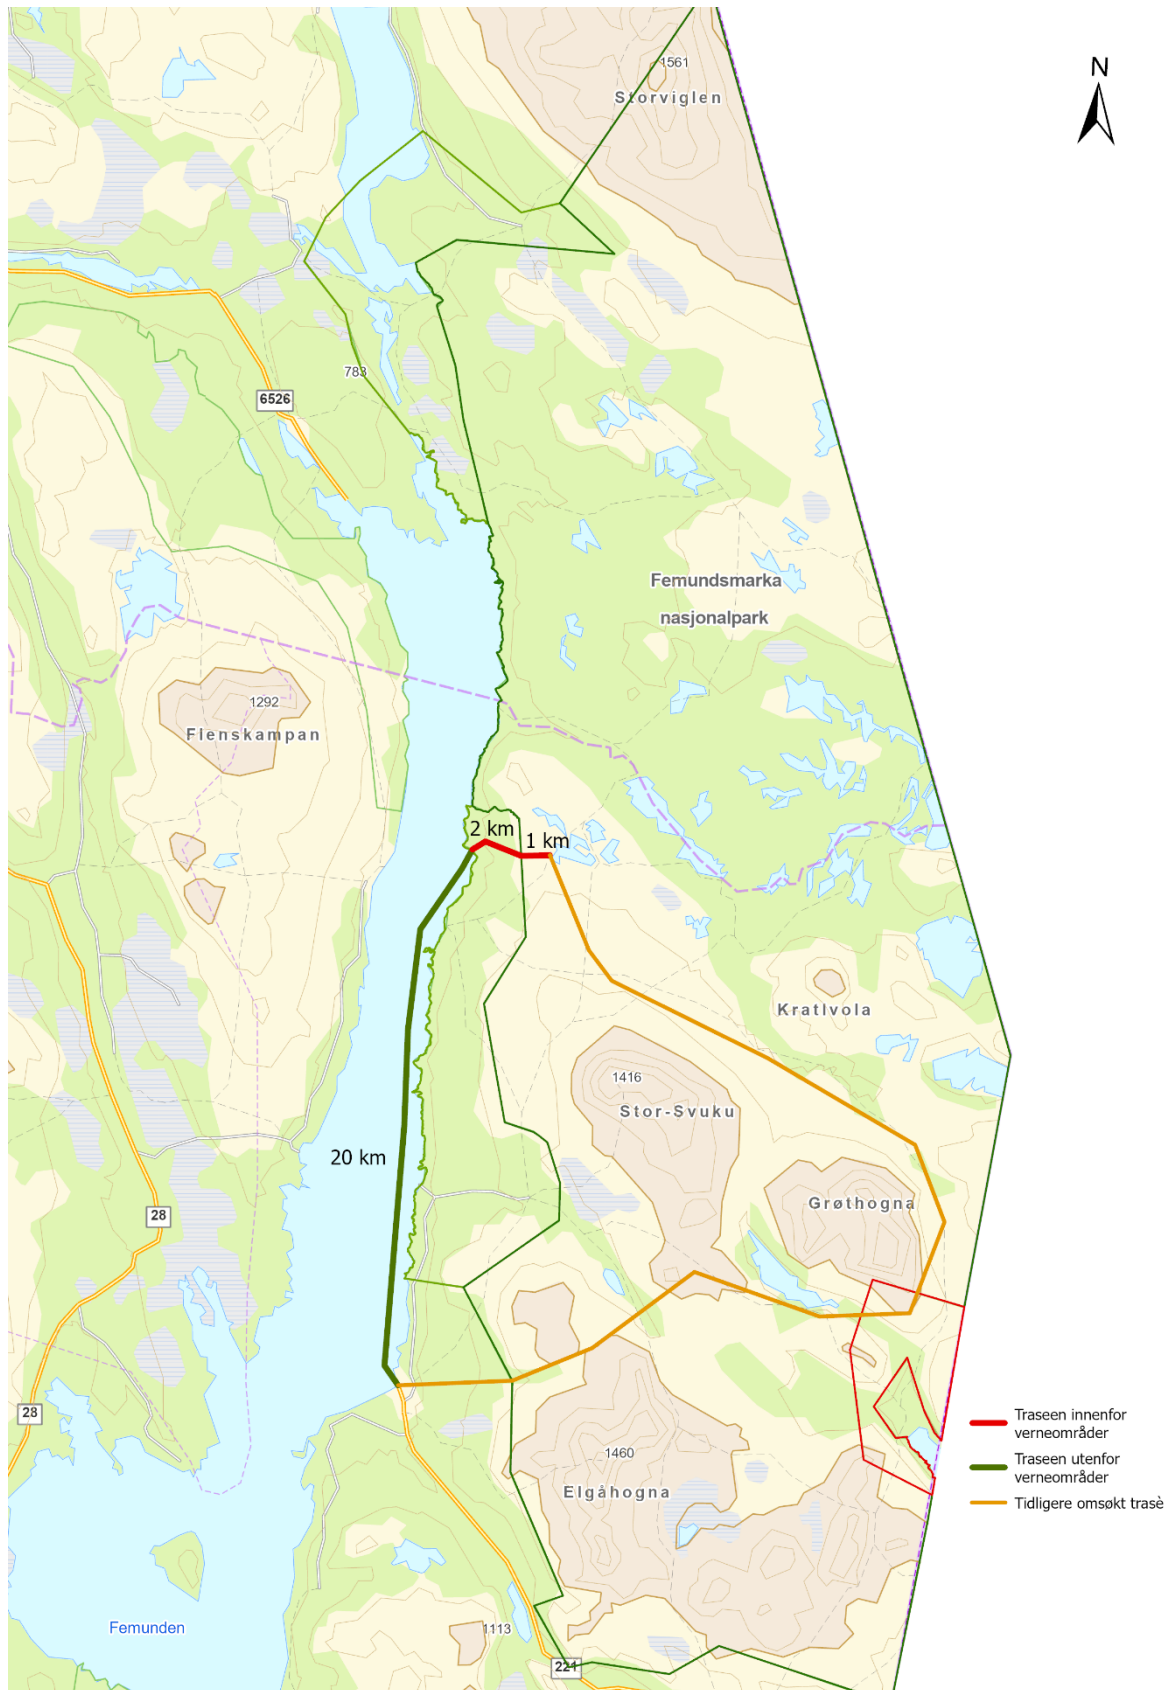 N
1561
Storviglen
783
6526
Femundsmarka
nasjonalpark
1292
Flenskampan
2 km
1 km
Kratlvola
1416
Stor-Svuku
20 km
Grøthogna
28
28
Traseen innenfor
verneområder
Traseen utenfor
verneområder
Tidligere omsøkt trasè
1460
Elgåhogna
Femunden
1113
221